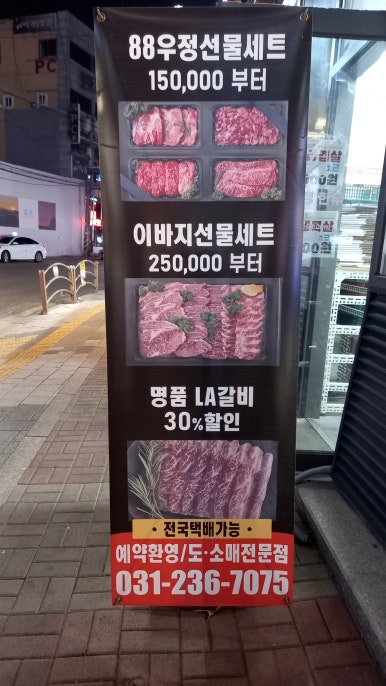 88우정선물세트
150,000 부터
이바지선물세트
250,000 부터
명품 LA갈비
30%할인
· 전국택배가능 ·
예약환영/도·소매전문점
031-236-7075
PC